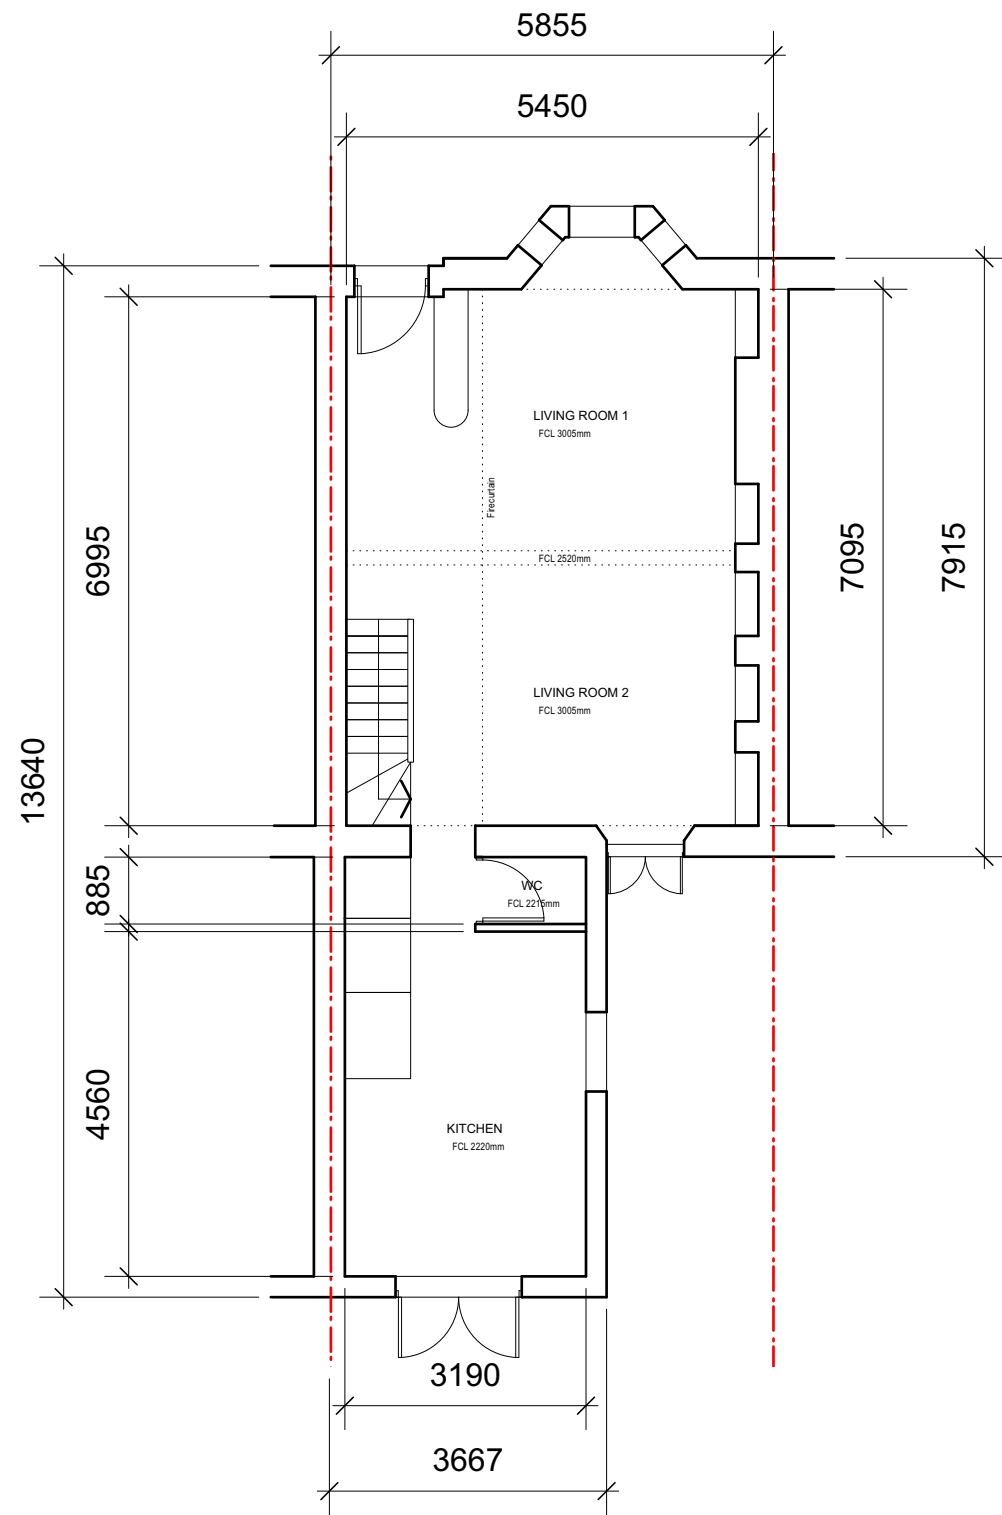 5855
5450
LIVING ROOM 1
FCL 3005mm
Firecurtain
FCL 2520mm
6995
7095
7915
LIVING ROOM 2
FCL 3005mm
13640
885
WC
FCL 2215mm
4560
KITCHEN
FCL 2220mm
3190
3667